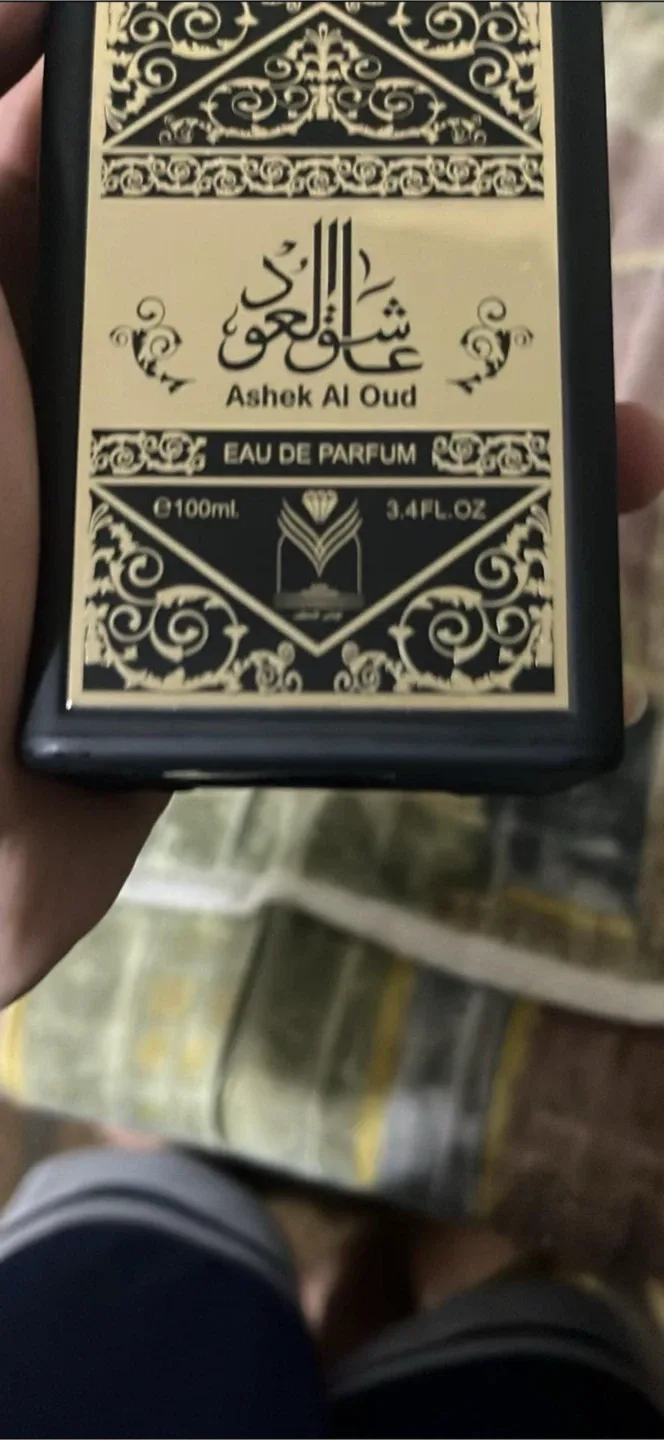 عاشق العود
Ashek Al Oud
EAU DE PARFUM
℮100ml. 3.4FL.OZ